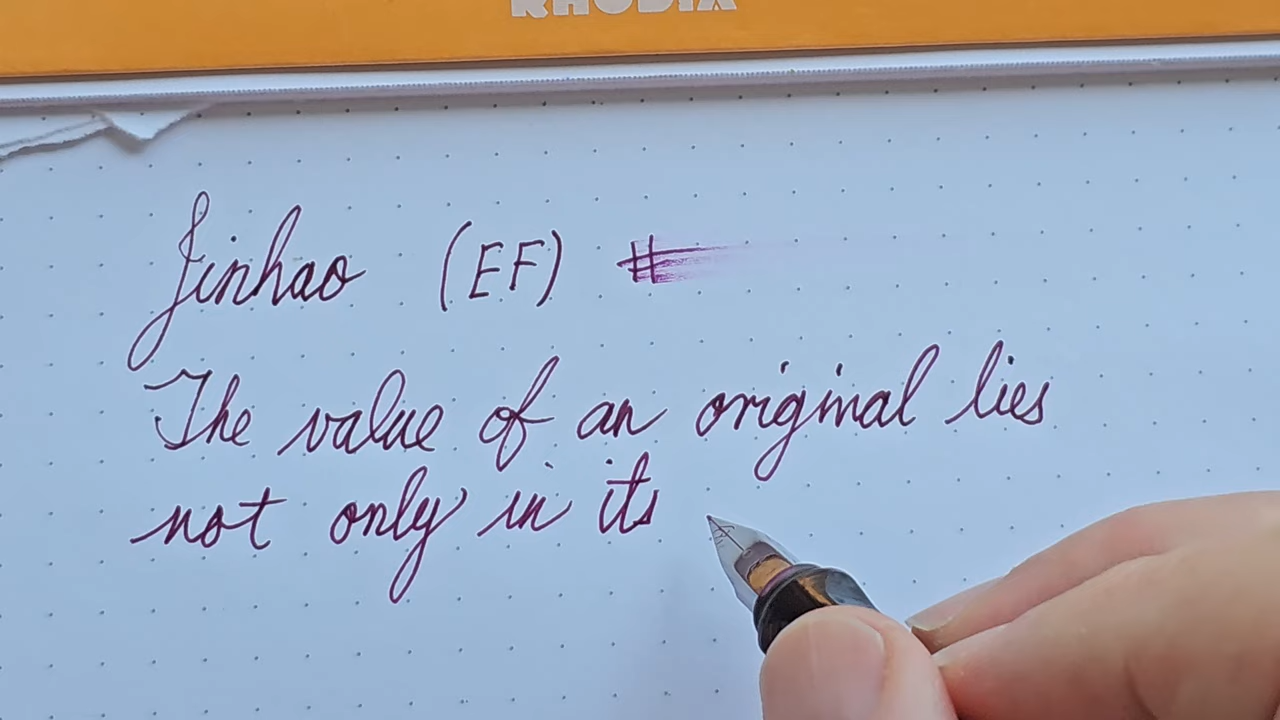 RHODIA
Jinhao (EF) #
The value of an original lies
not only in its